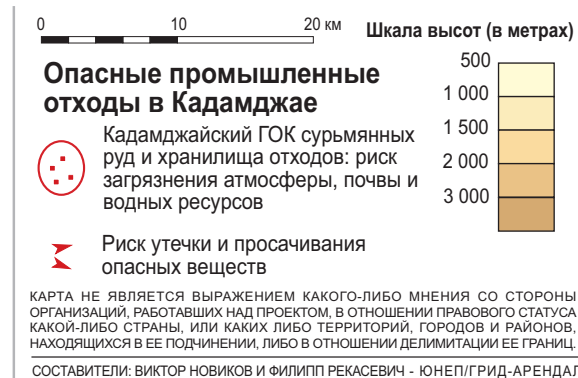 0 10 20 км
Шкала высот (в метрах)
500
1 000
1 500
2 000
3 000
Опасные промышленные
отходы в Кадамджае
Кадамджайский ГОК сурьмянных
руд и хранилища отходов: риск
загрязнения атмосферы, почвы и
водных ресурсов
Риск утечки и просачивания
опасных веществ
КАРТА НЕ ЯВЛЯЕТСЯ ВЫРАЖЕНИЕМ КАКОГО-ЛИБО МНЕНИЯ СО СТОРОНЫ
ОРГАНИЗАЦИЙ, РАБОТАВШИХ НАД ПРОЕКТОМ, В ОТНОШЕНИИ ПРАВОВОГО СТАТУСА
КАКОЙ-ЛИБО СТРАНЫ, ИЛИ КАКИХ ЛИБО ТЕРРИТОРИЙ, ГОРОДОВ И РАЙОНОВ,
НАХОДЯЩИХСЯ В ЕЕ ПОДЧИНЕНИИ, ЛИБО В ОТНОШЕНИИ ДЕЛИМИТАЦИИ ЕЕ ГРАНИЦ.
СОСТАВИТЕЛИ: ВИКТОР НОВИКОВ И ФИЛИПП РЕКАСЕВИЧ - ЮНЕП/ГРИД-АРЕНДАЛ